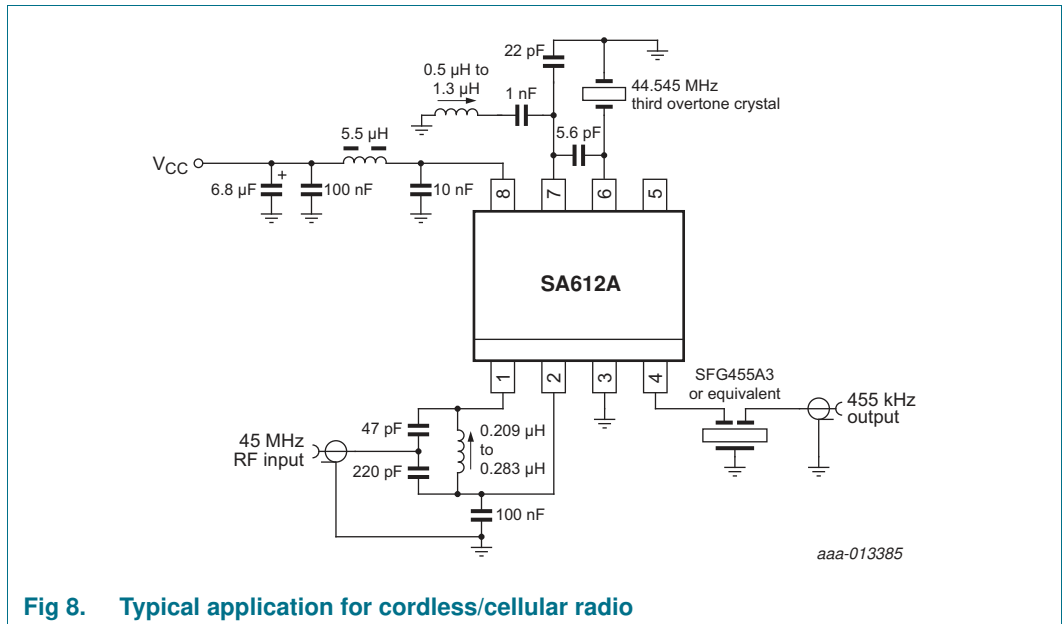 22 pF
0.5 µH to
1.3 µH
1 nF
44.545 MHz
third overtone crystal
5.5 µH
5.6 pF
VCC
6.8 µF
+
100 nF
10 nF
8
7
6
5
SA612A
1
2
3
4
SFG455A3
or equivalent
47 pF
0.209 µH
to
0.283 µH
45 MHz
RF input
220 pF
455 kHz
output
100 nF
aaa-013385
Fig 8. Typical application for cordless/cellular radio